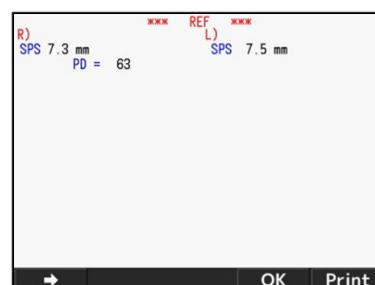 *** REF ***
R) L)
SPS 7.3 mm SPS 7.5 mm
PD = 63
➡ OK Print